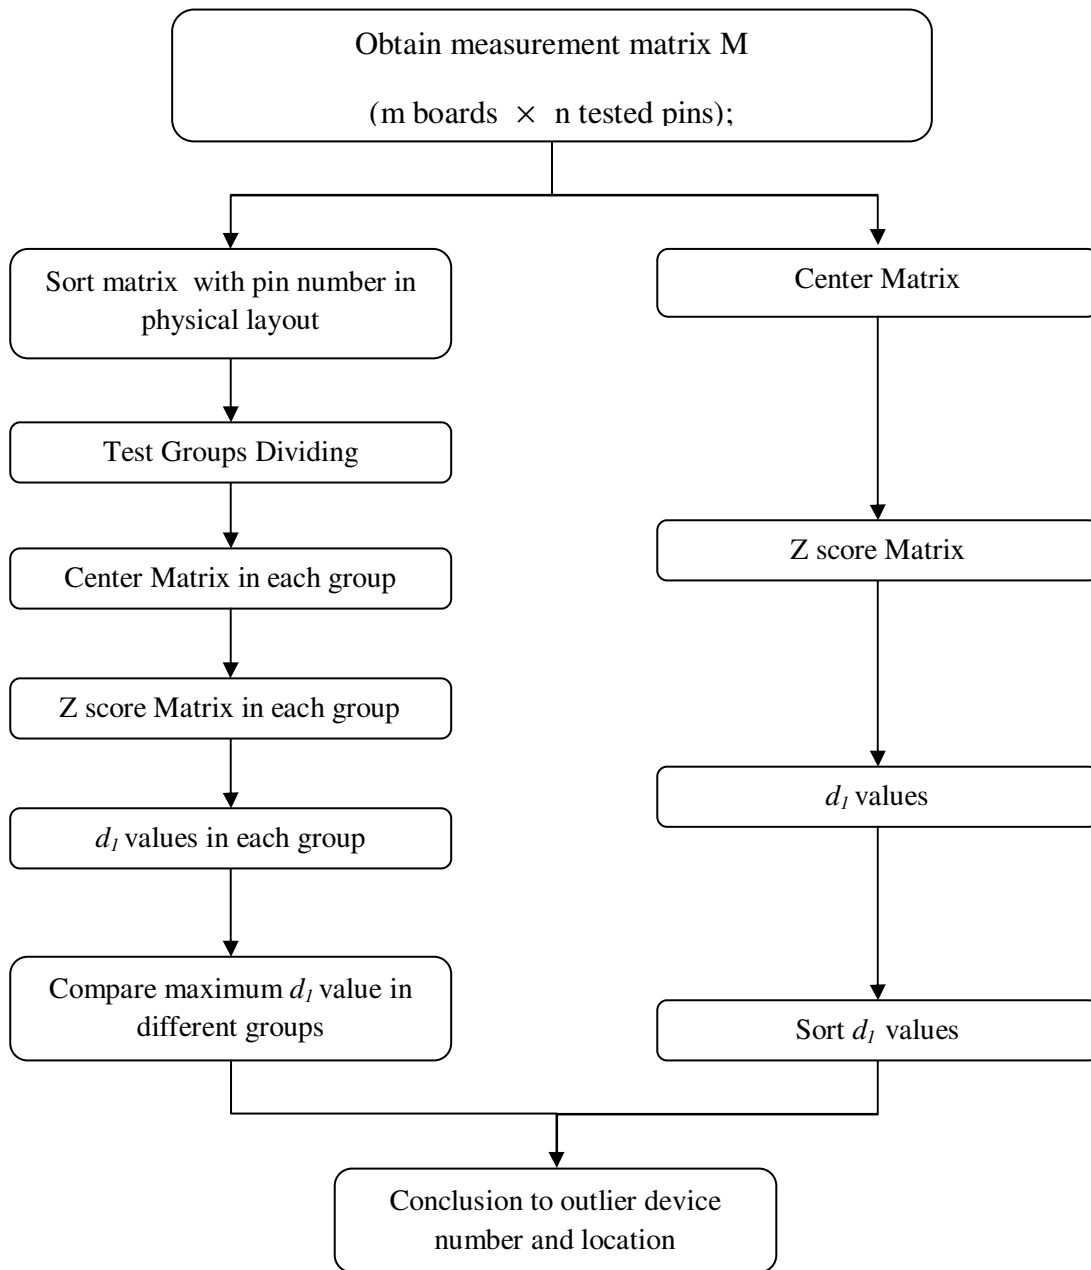 Obtain measurement matrix M
(m boards × n tested pins);
Sort matrix with pin number in
physical layout
Test Groups Dividing
Center Matrix in each group
Z score Matrix in each group
d1 values in each group
Compare maximum d1 value in
different groups
Center Matrix
Z score Matrix
d1 values
Sort d1 values
Conclusion to outlier device
number and location